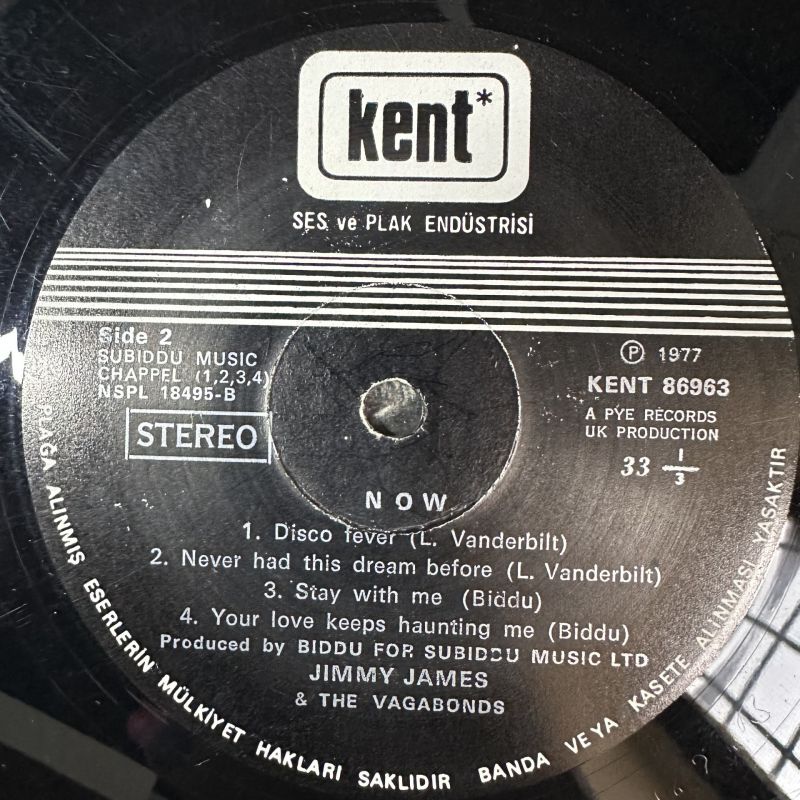 kent*
SES ve PLAK ENDÜSTRİSİ
Side 2
SUBIDDU MUSIC
CHAPPEL (1,2,3,4)
NSPL 18495-B
STEREO
Ⓟ 1977
KENT 86963
A PYE RECORDS
UK PRODUCTION
33 1/3
NOW
1. Disco fever (L. Vanderbilt)
2. Never had this dream before (L. Vanderbilt)
3. Stay with me (Biddu)
4. Your love keeps haunting me (Biddu)
Produced by BIDDU FOR SUBIDDU MUSIC LTD
JIMMY JAMES
& THE VAGABONDS
PLAĞA ALINMIŞ ESERLERİN MÜLKİYET HAKLARI SAKLIDIR BANDA VEYA KASETE ALINMASI YASAKTIR